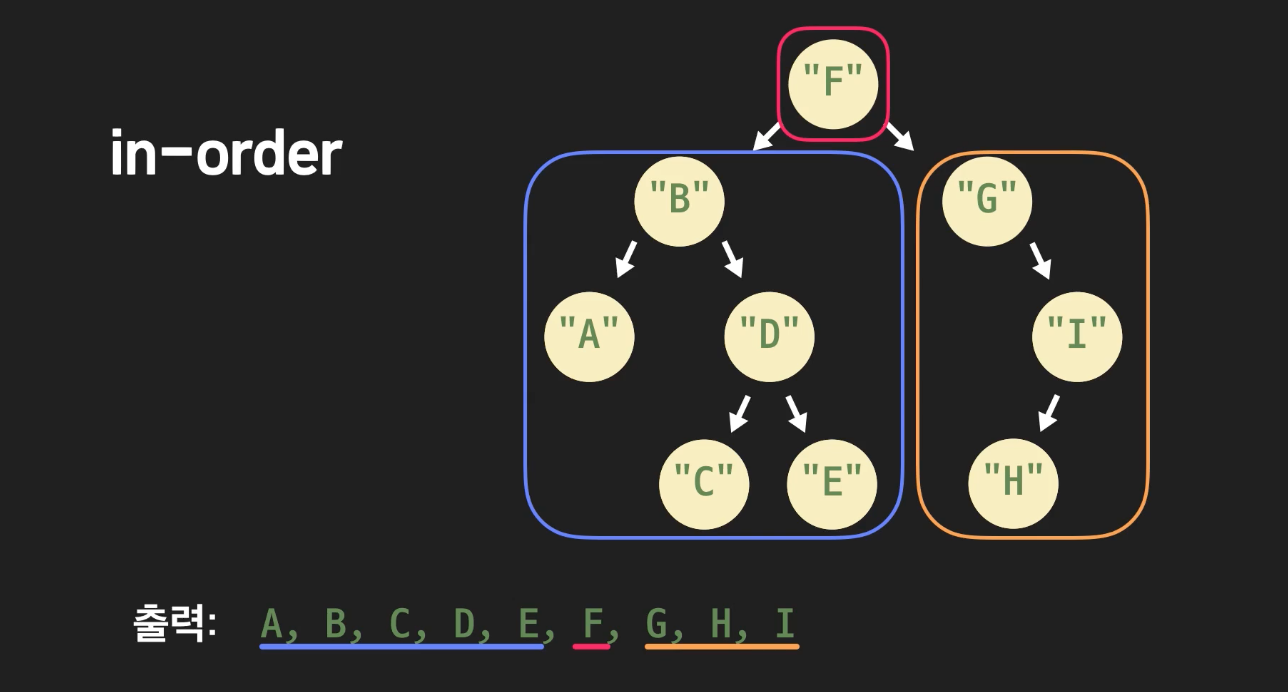 "F"
in-order
"B" "G"
"A" "D" "I"
"C" "E" "H"
출력: A, B, C, D, E, F, G, H, I